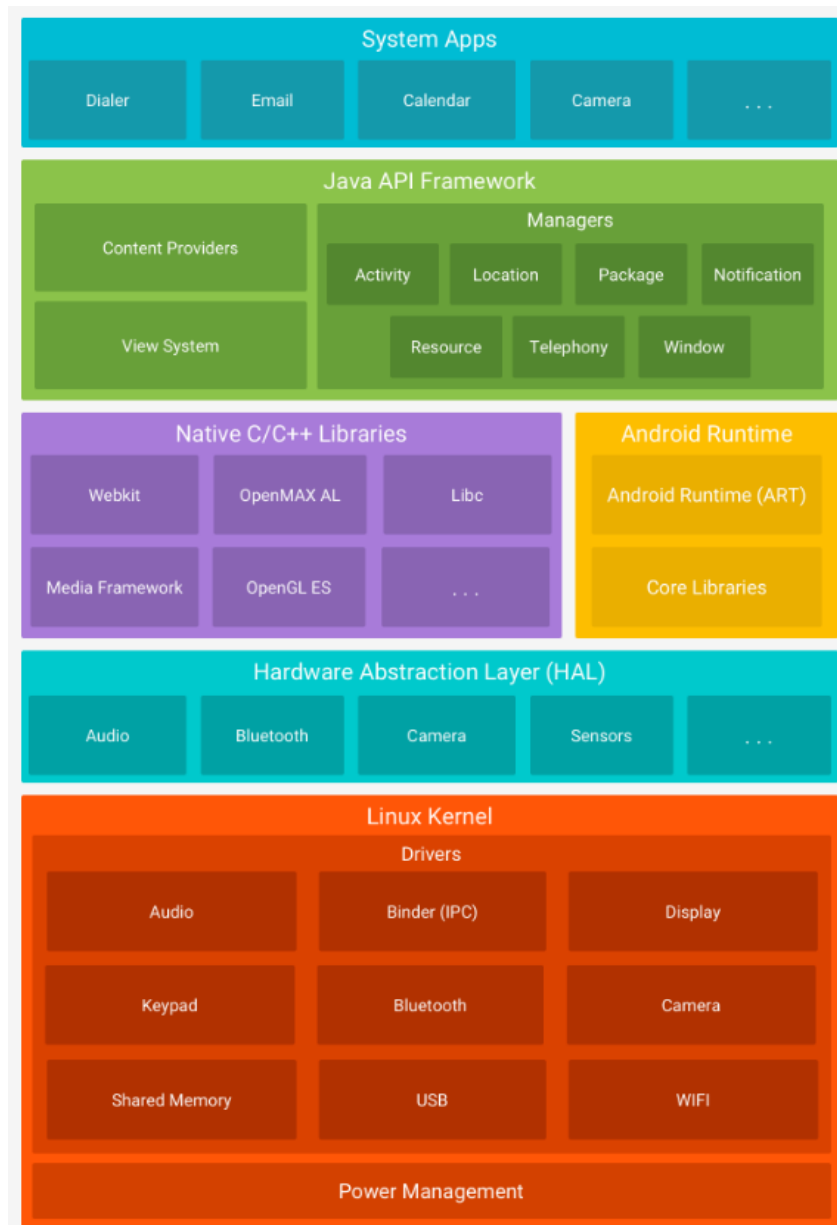 System Apps
Dialer
Email
Calendar
Camera
. . .
Java API Framework
Content Providers
View System
Managers
Activity
Location
Package
Notification
Resource
Telephony
Window
Native C/C++ Libraries
Webkit
OpenMAX AL
Libc
Media Framework
OpenGL ES
. . .
Android Runtime
Android Runtime (ART)
Core Libraries
Hardware Abstraction Layer (HAL)
Audio
Bluetooth
Camera
Sensors
. . .
Linux Kernel
Drivers
Audio
Binder (IPC)
Display
Keypad
Bluetooth
Camera
Shared Memory
USB
WIFI
Power Management